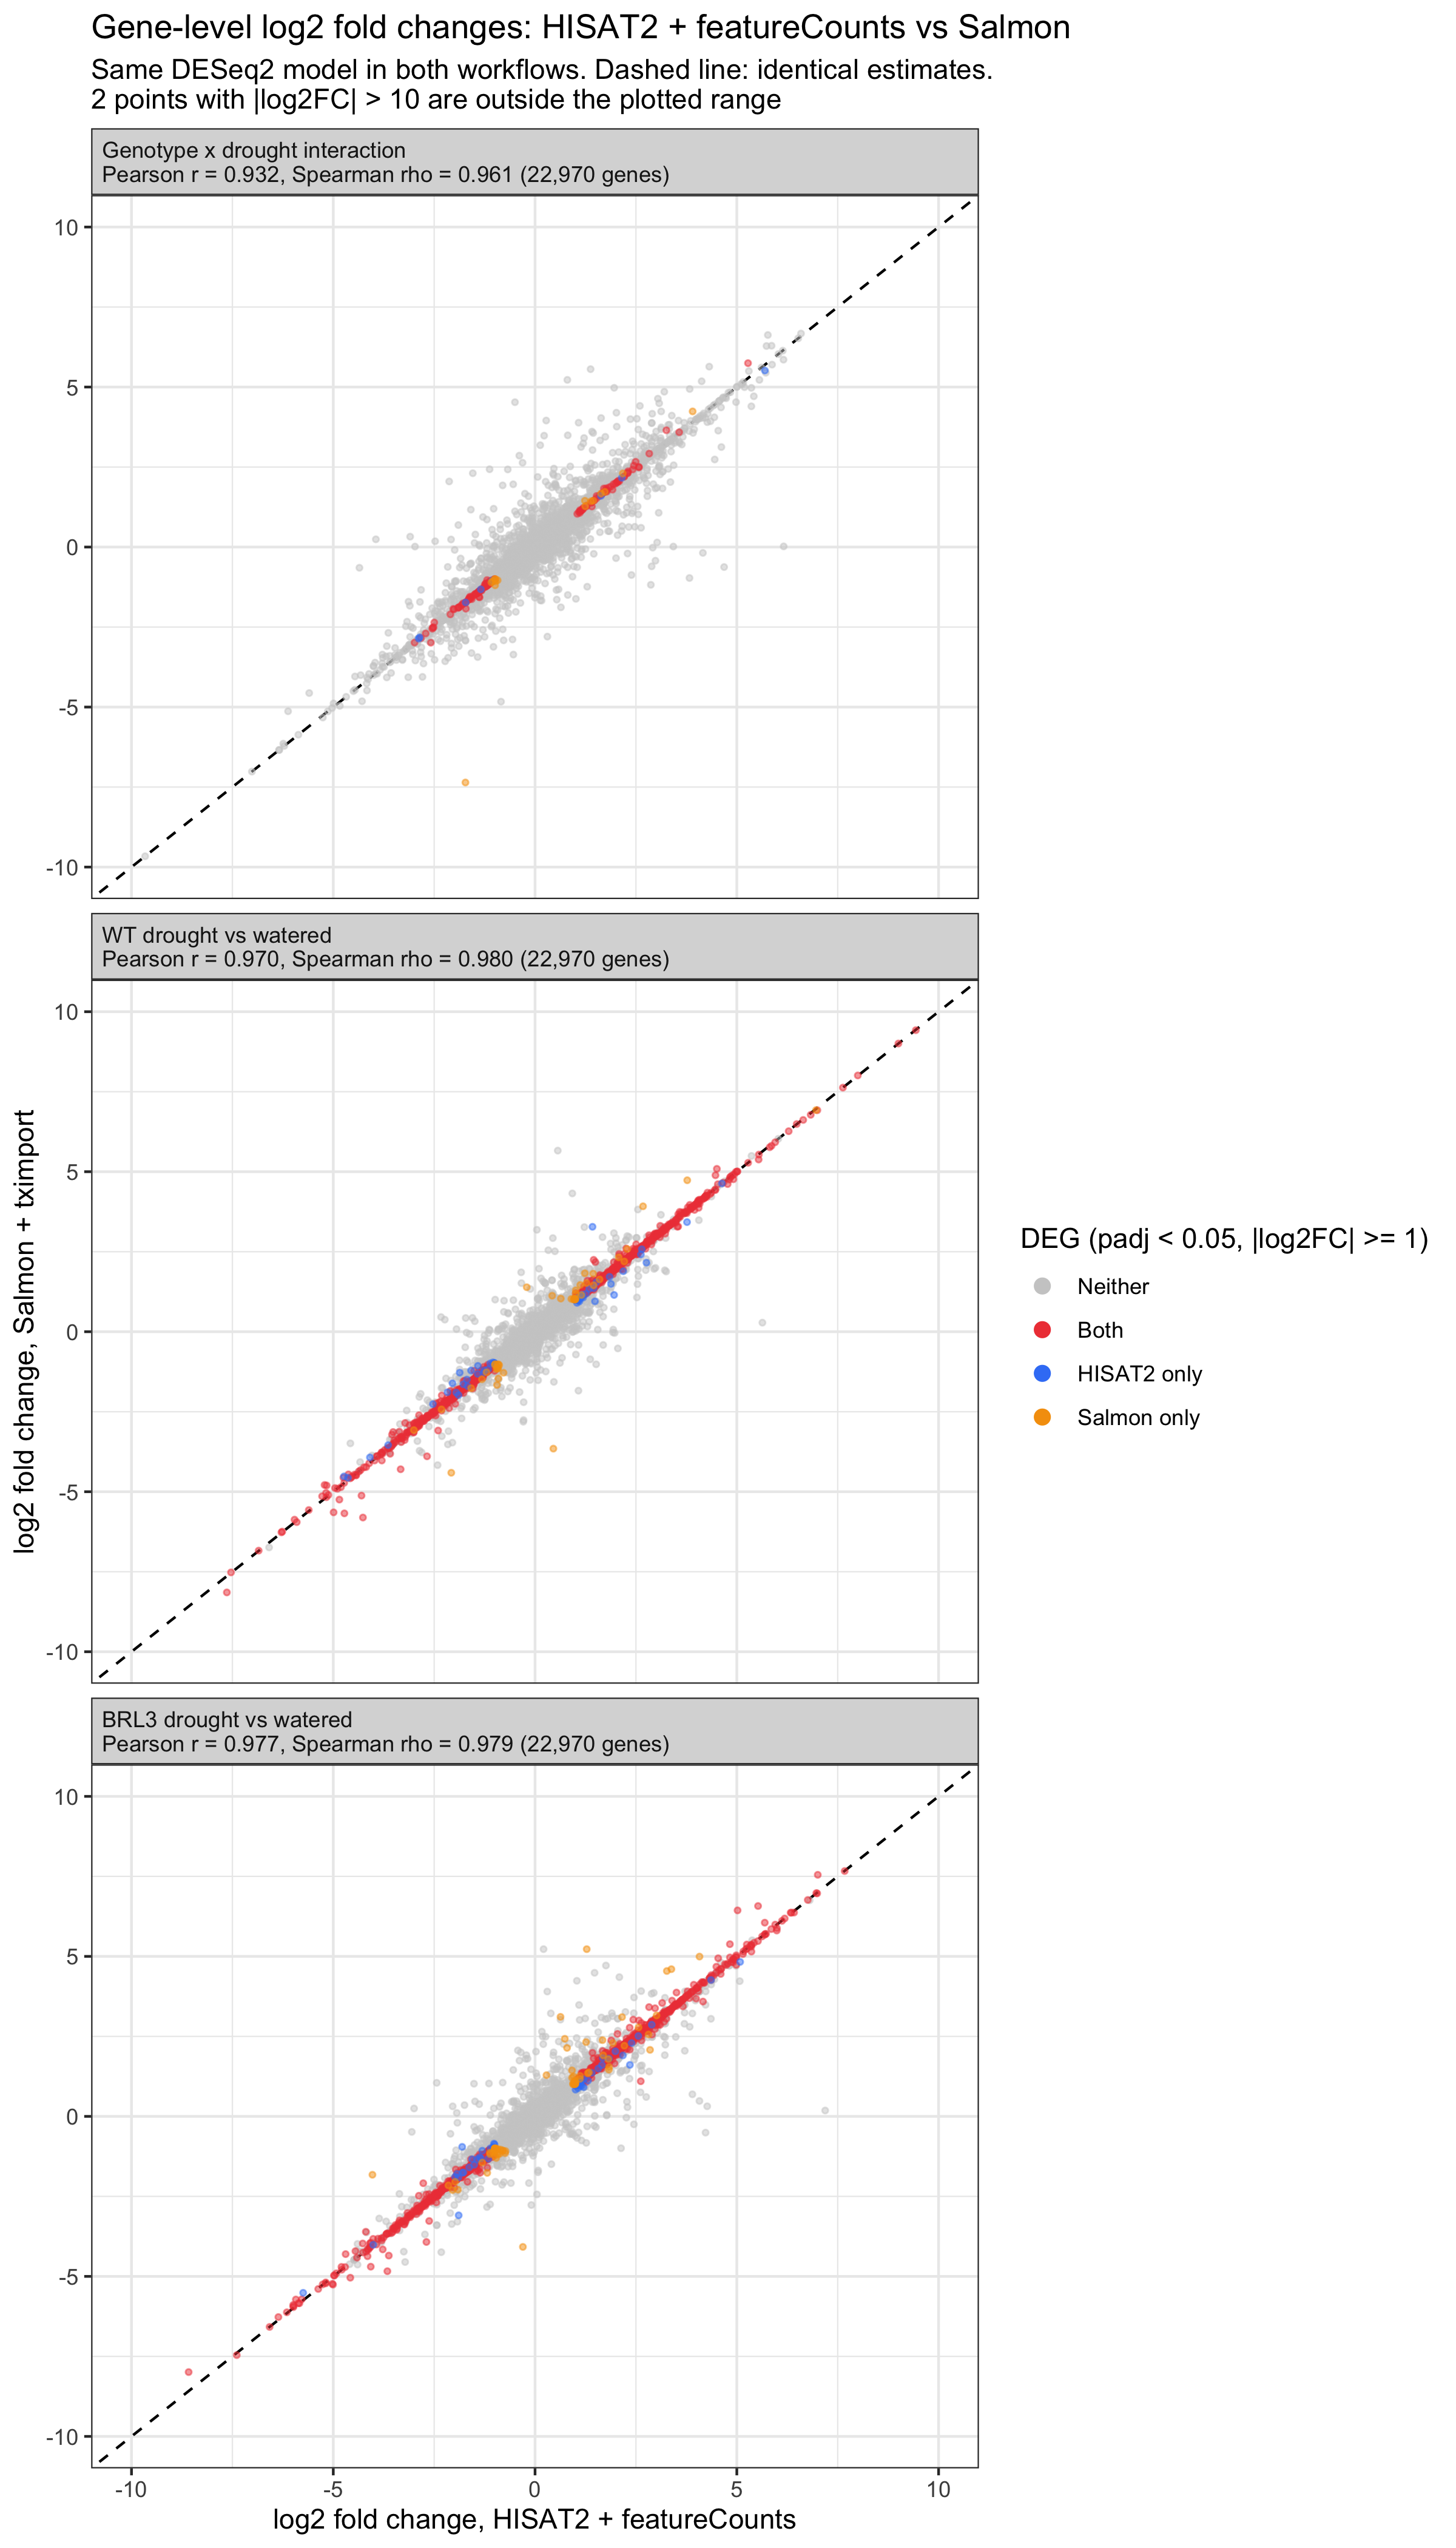 Gene-level log2 fold changes: HISAT2 + featureCounts vs Salmon
Same DESeq2 model in both workflows. Dashed line: identical estimates.
2 points with |log2FC| > 10 are outside the plotted range
Genotype x drought interaction
Pearson r = 0.932, Spearman rho = 0.961 (22,970 genes)
10
5
0
-5
-10
WT drought vs watered
Pearson r = 0.970, Spearman rho = 0.980 (22,970 genes)
10
5
0
-5
-10
BRL3 drought vs watered
Pearson r = 0.977, Spearman rho = 0.979 (22,970 genes)
10
5
0
-5
-10
-10 -5 0 5 10
log2 fold change, HISAT2 + featureCounts
log2 fold change, Salmon + tximport
DEG (padj < 0.05, |log2FC| >= 1)
Neither
Both
HISAT2 only
Salmon only